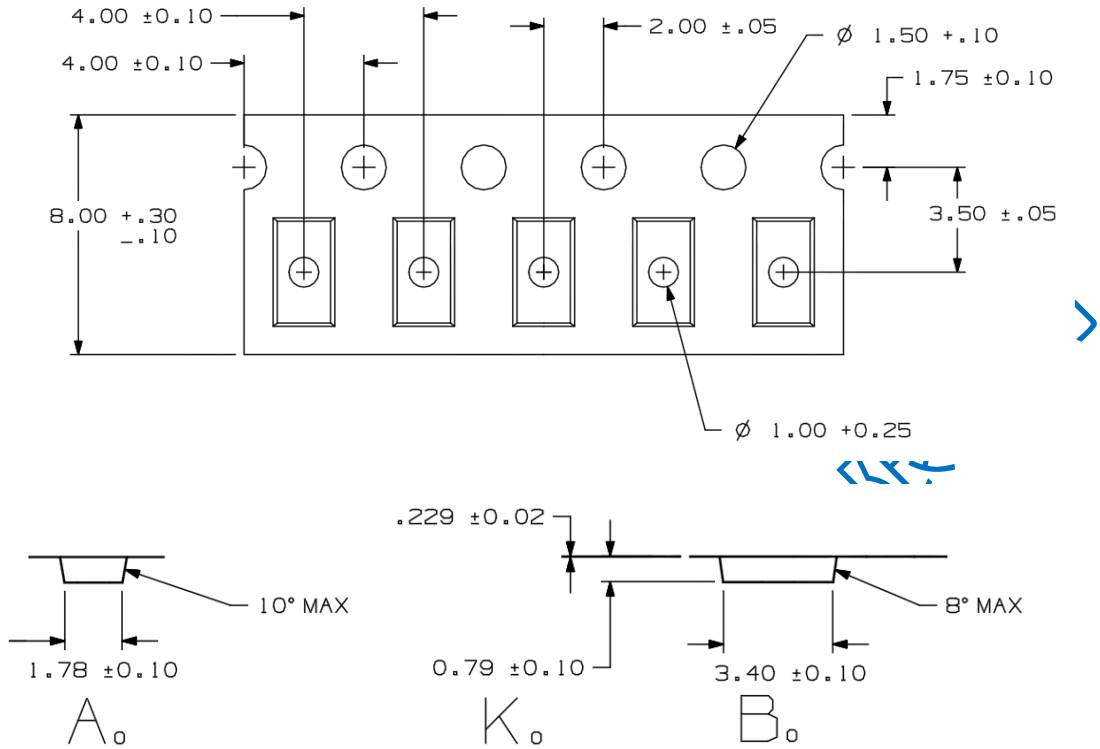 4.00 ±0.10
2.00 ±.05
Ø 1.50 +.10
4.00 ±0.10
1.75 ±0.10
8.00 +.30
-.10
3.50 ±.05
Ø 1.00 +0.25
.229 ±0.02
10° MAX
8° MAX
1.78 ±0.10
0.79 ±0.10
3.40 ±0.10
A₀
K₀
B₀